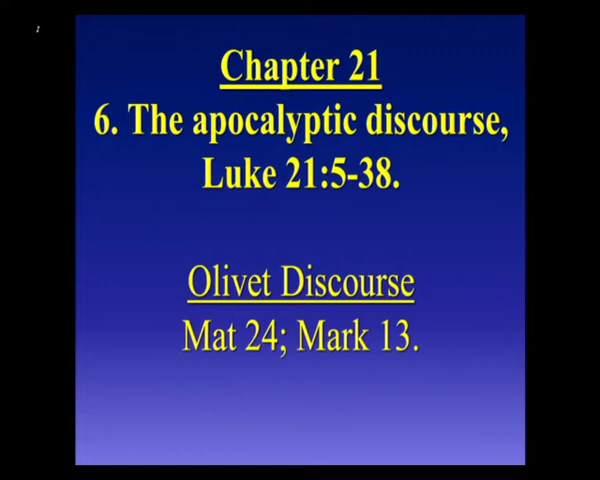 Chapter 21
6. The apocalyptic discourse,
Luke 21:5-38.
Olivet Discourse
Mat 24; Mark 13.